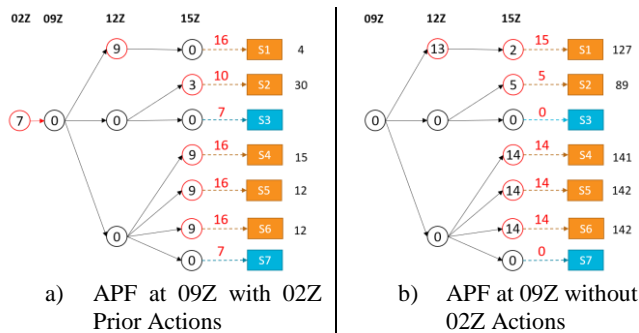 02Z 09Z 12Z 15Z
9 0 16 S1 4
3 10 S2 30
7 0 0 0 7 S3
9 16 S4 15
9 16 S5 12
0 9 16 S6 12
0 7 S7
a) APF at 09Z with 02Z
Prior Actions
09Z 12Z 15Z
13 2 15 S1 127
5 5 S2 89
0 0 0 0 S3
14 14 S4 141
14 14 S5 142
0 14 14 S6 142
0 0 S7
b) APF at 09Z without
02Z Actions